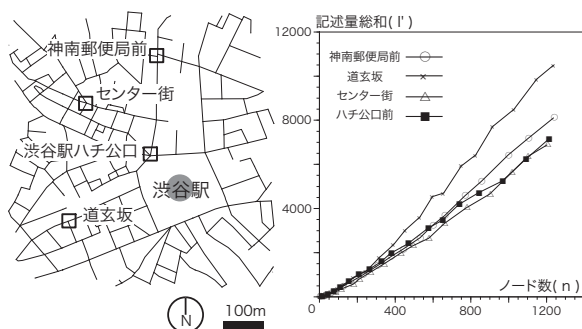 神南郵便局前
センター街
渋谷駅ハチ公口
渋谷駅
道玄坂
N
100m
記述量総和(I')
12000
8000
4000
0
0
400
800
1200
ノード数(n)
神南郵便局前
道玄坂
センター街
ハチ公口前